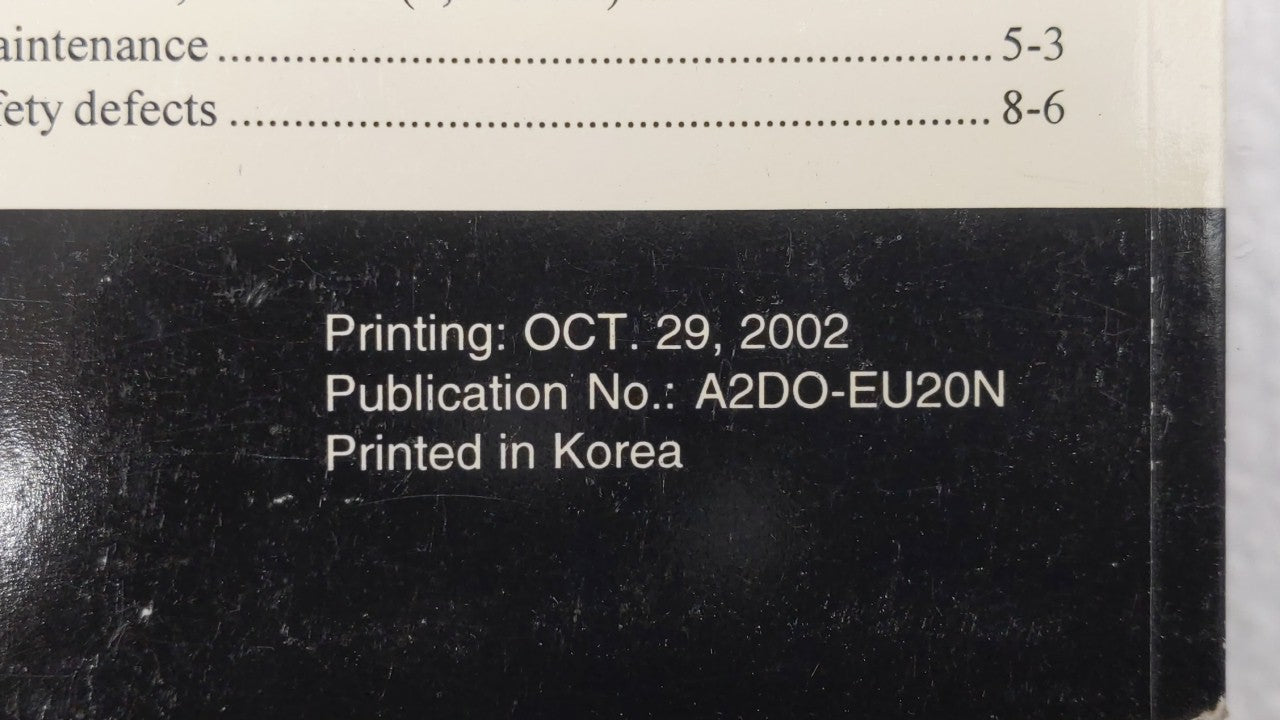 aintenance ........................................................................ 5-3
fety defects ....................................................................... 8-6
Printing: OCT. 29, 2002
Publication No.: A2DO-EU20N
Printed in Korea